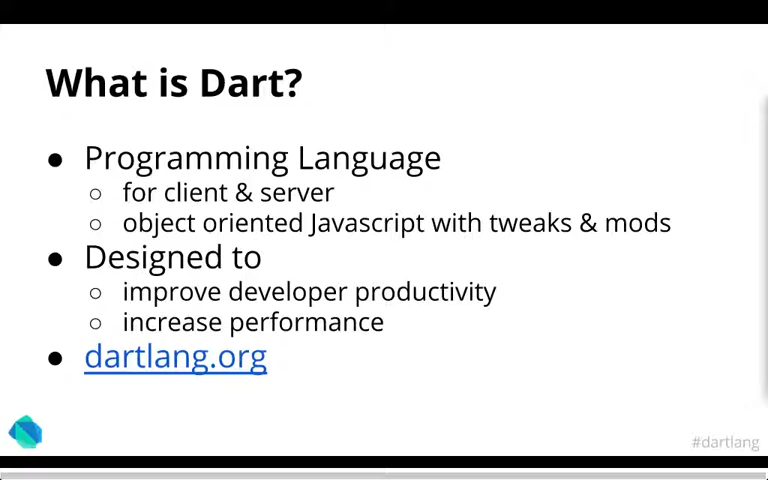 What is Dart?
● Programming Language
○ for client & server
○ object oriented Javascript with tweaks & mods
● Designed to
○ improve developer productivity
○ increase performance
● dartlang.org
#dartlang